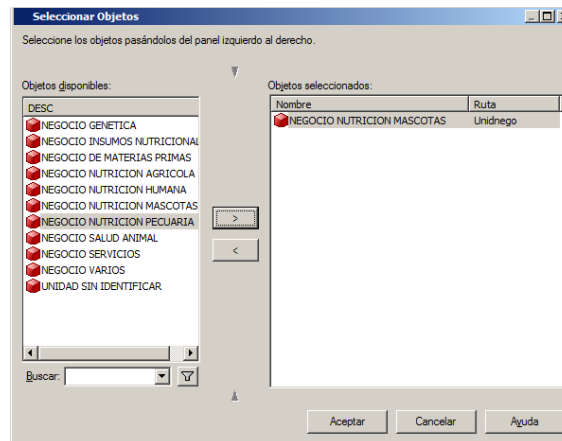 Seleccionar Objetos
Seleccione los objetos pasándolos del panel izquierdo al derecho.
Objetos disponibles:
DESC
NEGOCIO GENETICA
NEGOCIO INSUMOS NUTRICIONAL
NEGOCIO DE MATERIAS PRIMAS
NEGOCIO NUTRICION AGRICOLA
NEGOCIO NUTRICION HUMANA
NEGOCIO NUTRICION MASCOTAS
NEGOCIO NUTRICION PECUARIA
NEGOCIO SALUD ANIMAL
NEGOCIO SERVICIOS
NEGOCIO VARIOS
UNIDAD SIN IDENTIFICAR
Buscar:
>
<
Objetos seleccionados:
Nombre Ruta
NEGOCIO NUTRICION MASCOTAS Unidnego
Aceptar Cancelar Ayuda